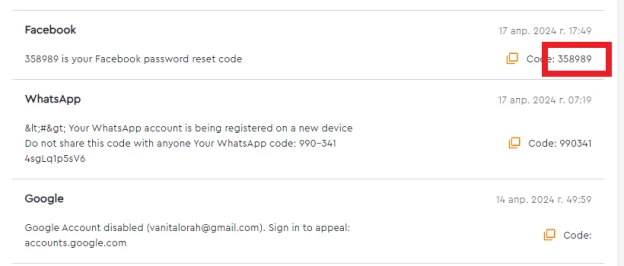 Facebook 17 апр. 2024 г. 17:49
358989 is your Facebook password reset code Code: 358989
WhatsApp 17 апр. 2024 г. 07:19
&lt;#&gt; Your WhatsApp account is being registered on a new device
Do not share this code with anyone Your WhatsApp code: 990-341 Code: 990341
4sgLq1p5sV6
Google 14 апр. 2024 г. 49:59
Google Account disabled (vanitalorah@gmail.com). Sign in to appeal: Code:
accounts.google.com